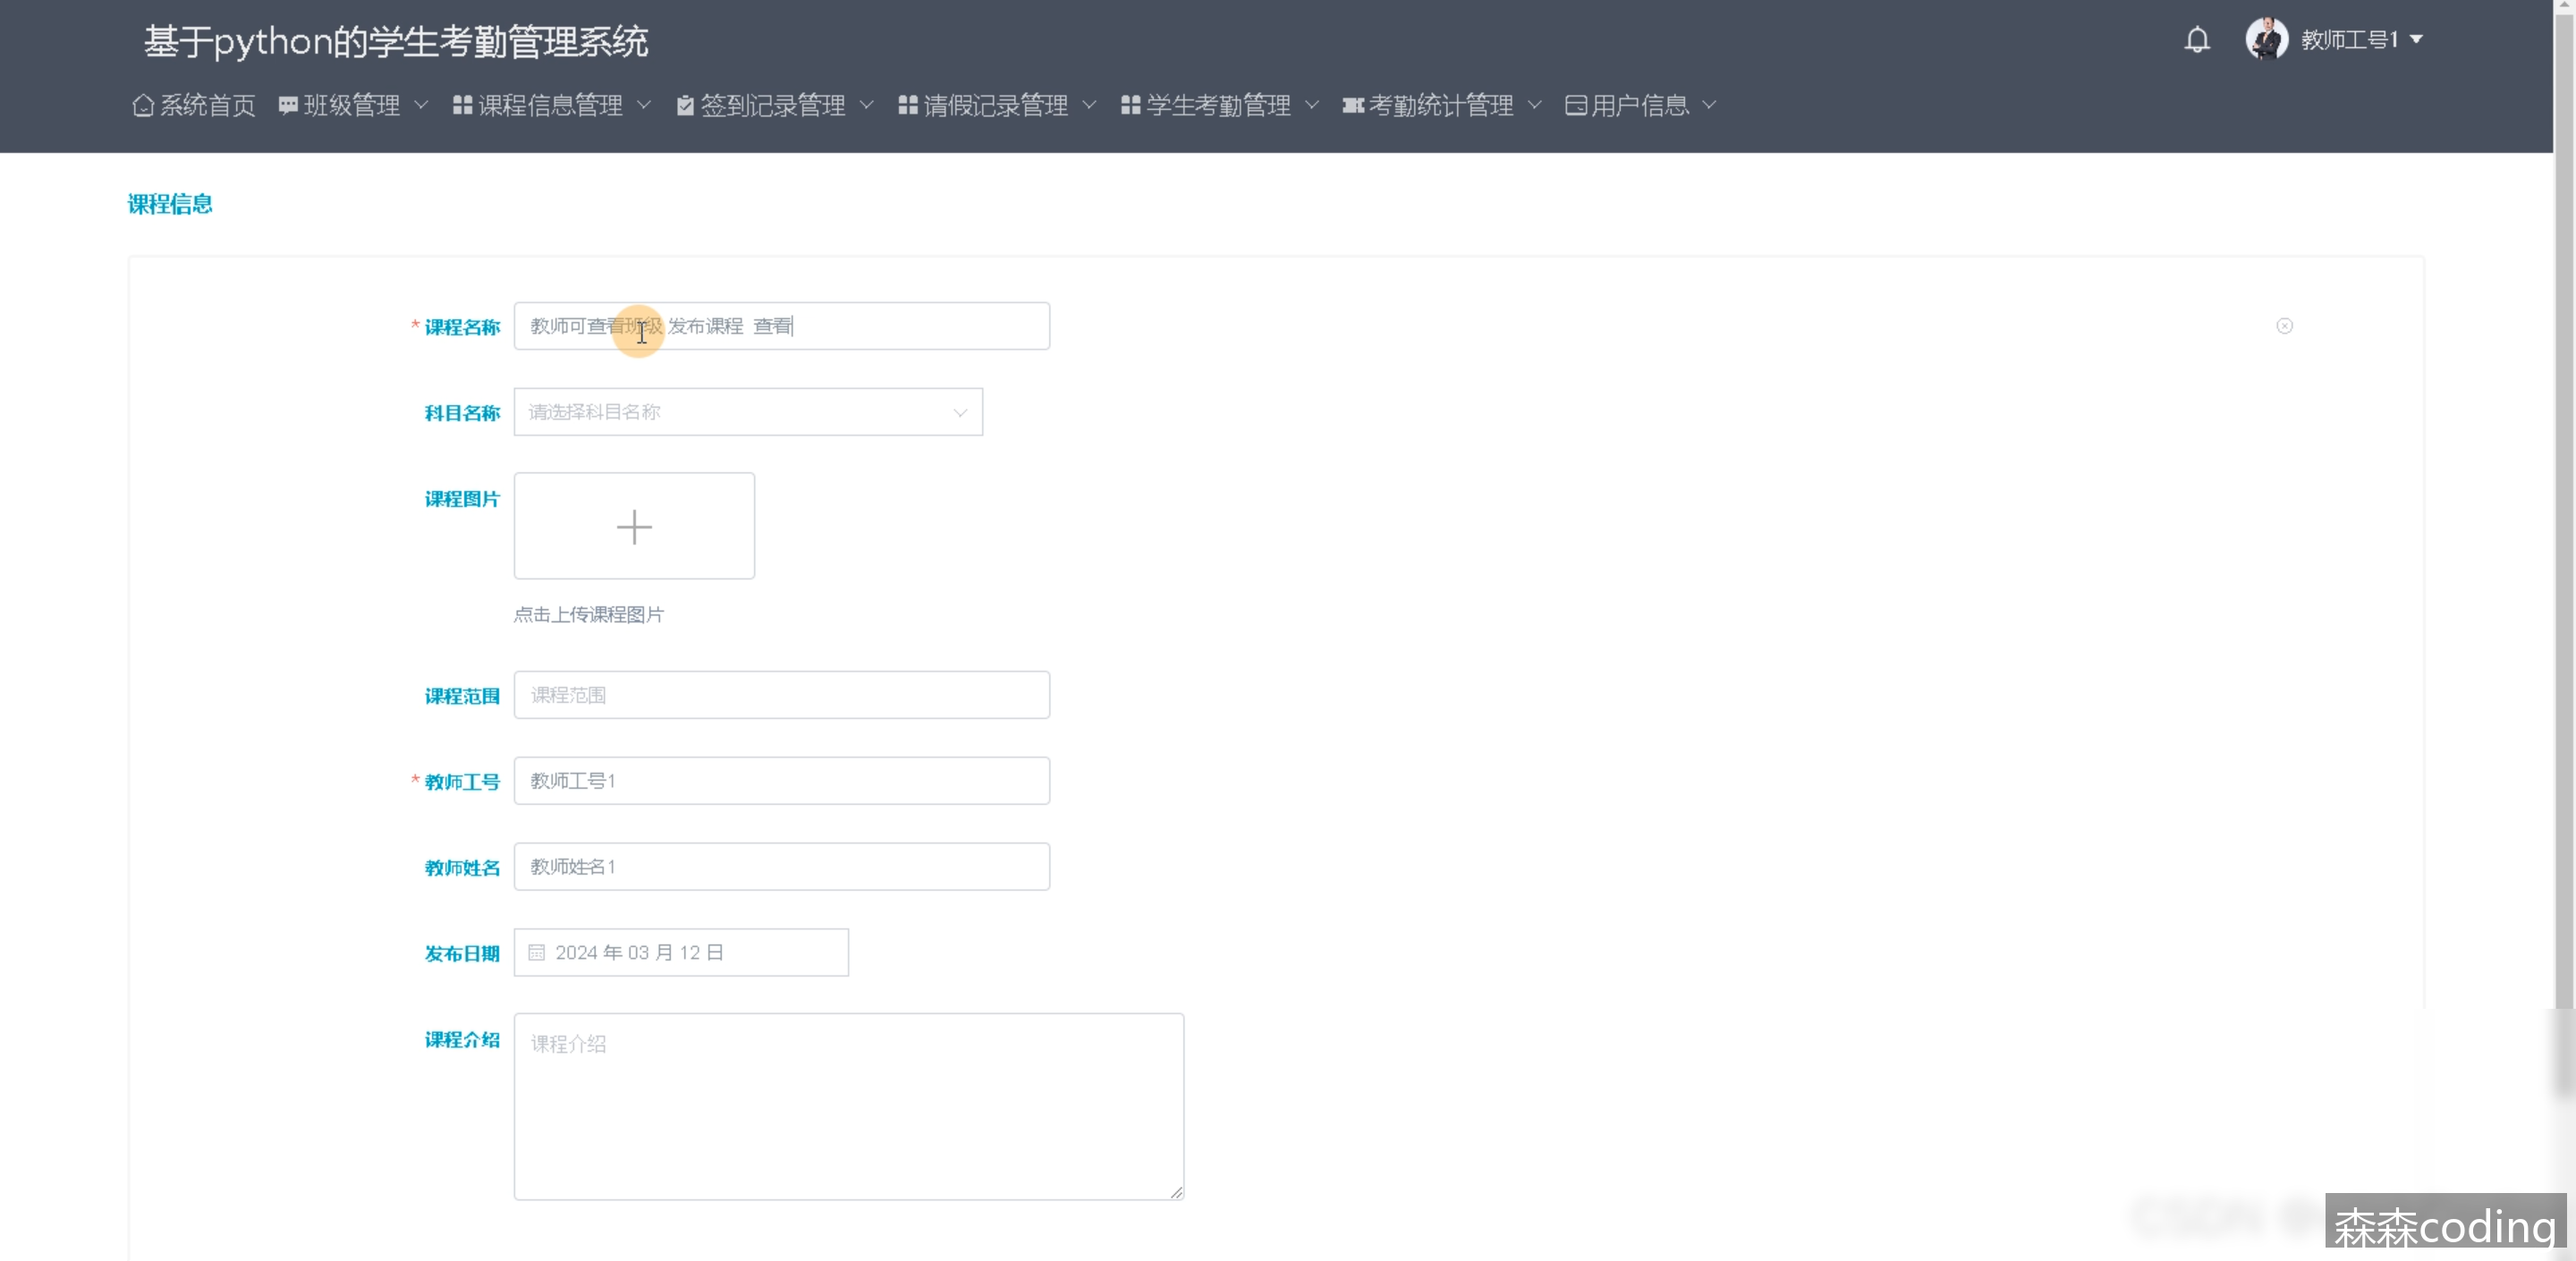 基于python的学生考勤管理系统
教师工号1
系统首页 班级管理 课程信息管理 签到记录管理 请假记录管理 学生考勤管理 考勤统计管理 用户信息
课程信息
* 课程名称 教师可查看班级 发布课程 查看
科目名称 请选择科目名称
课程图片
点击上传课程图片
课程范围 课程范围
* 教师工号 教师工号1
教师姓名 教师姓名1
发布日期 2024 年 03 月 12 日
课程介绍 课程介绍
森森coding